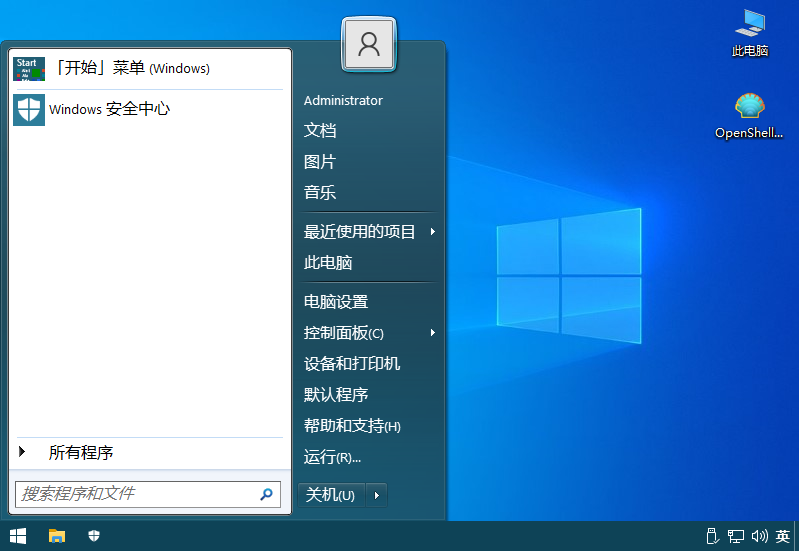 Start
「开始」菜单 (Windows)
Windows 安全中心
所有程序
搜索程序和文件
Administrator
文档
图片
音乐
最近使用的项目
此电脑
电脑设置
控制面板(C)
设备和打印机
默认程序
帮助和支持(H)
运行(R)...
关机(U)
此电脑
OpenShell...
英